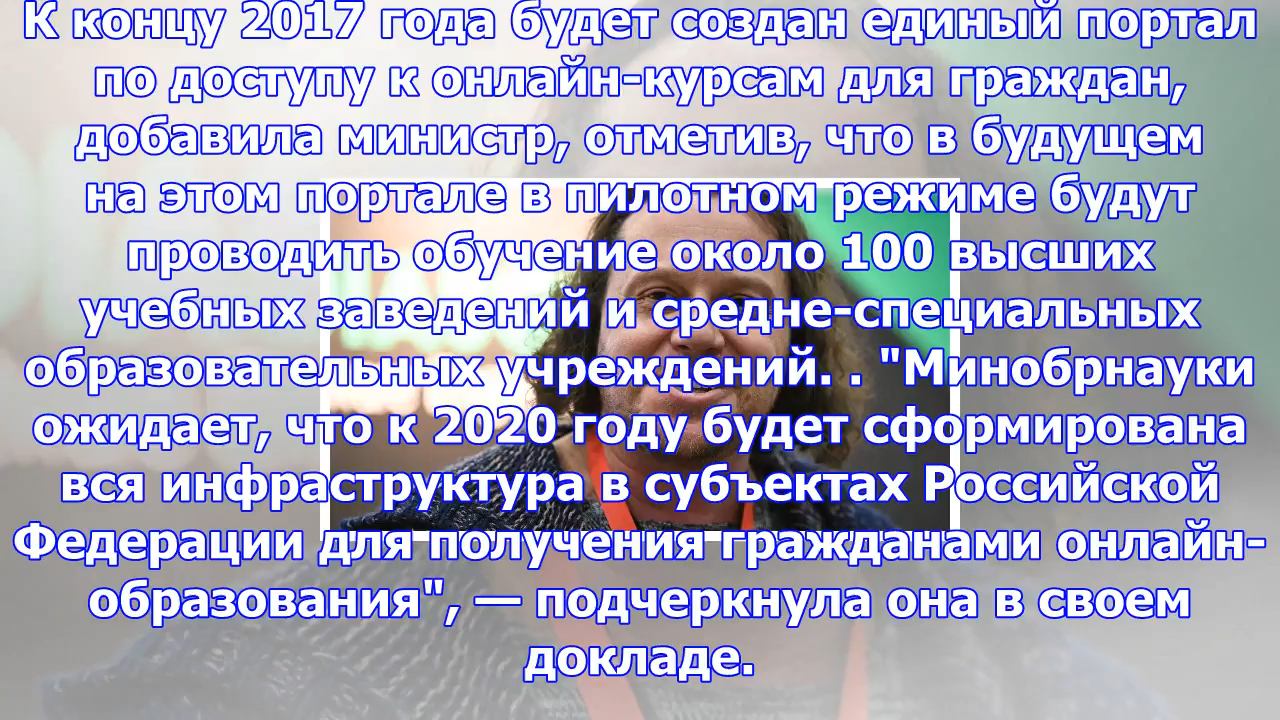 К концу 2017 года будет создан единый портал
по доступу к онлайн-курсам для граждан,
добавила министр, отметив, что в будущем
на этом портале в пилотном режиме будут
проводить обучение около 100 высших
учебных заведений и средне-специальных
образовательных учреждений. . "Минобрнауки
ожидает, что к 2020 году будет сформирована
вся инфраструктура в субъектах Российской
Федерации для получения гражданами онлайн-
образования", — подчеркнула она в своем
докладе.